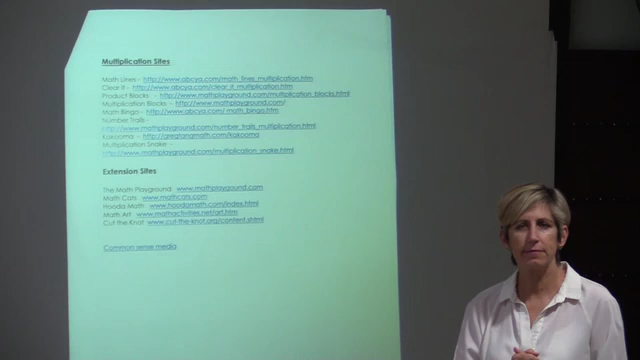 Multiplication Sites
Math Lines - http://www.abcya.com/math_lines_multiplication.htm
Clear It - http://www.abcya.com/clear_it_multiplication.htm
Product Blocks - http://www.mathplayground.com/multiplication_blocks.html
Multiplication Blocks - http://www.mathplayground.com/
Math Bingo - http://www.abcya.com/ math_bingo.htm
Number Trails -
http://www.mathplayground.com/number_trails_multiplication.html
Kakooma - http://gregtangmath.com/kakooma
Multiplication Snake -
http://www.mathplayground.com/multiplication_snake.html
Extension Sites
The Math Playground www.mathplayground.com
Math Cats www.mathcats.com
Hooda Math www.hoodamath.com/index.html
Math Art www.mathactivities.net/art.htm
Cut the Knot www.cut-the-knot.org/content.shtml
Common sense media